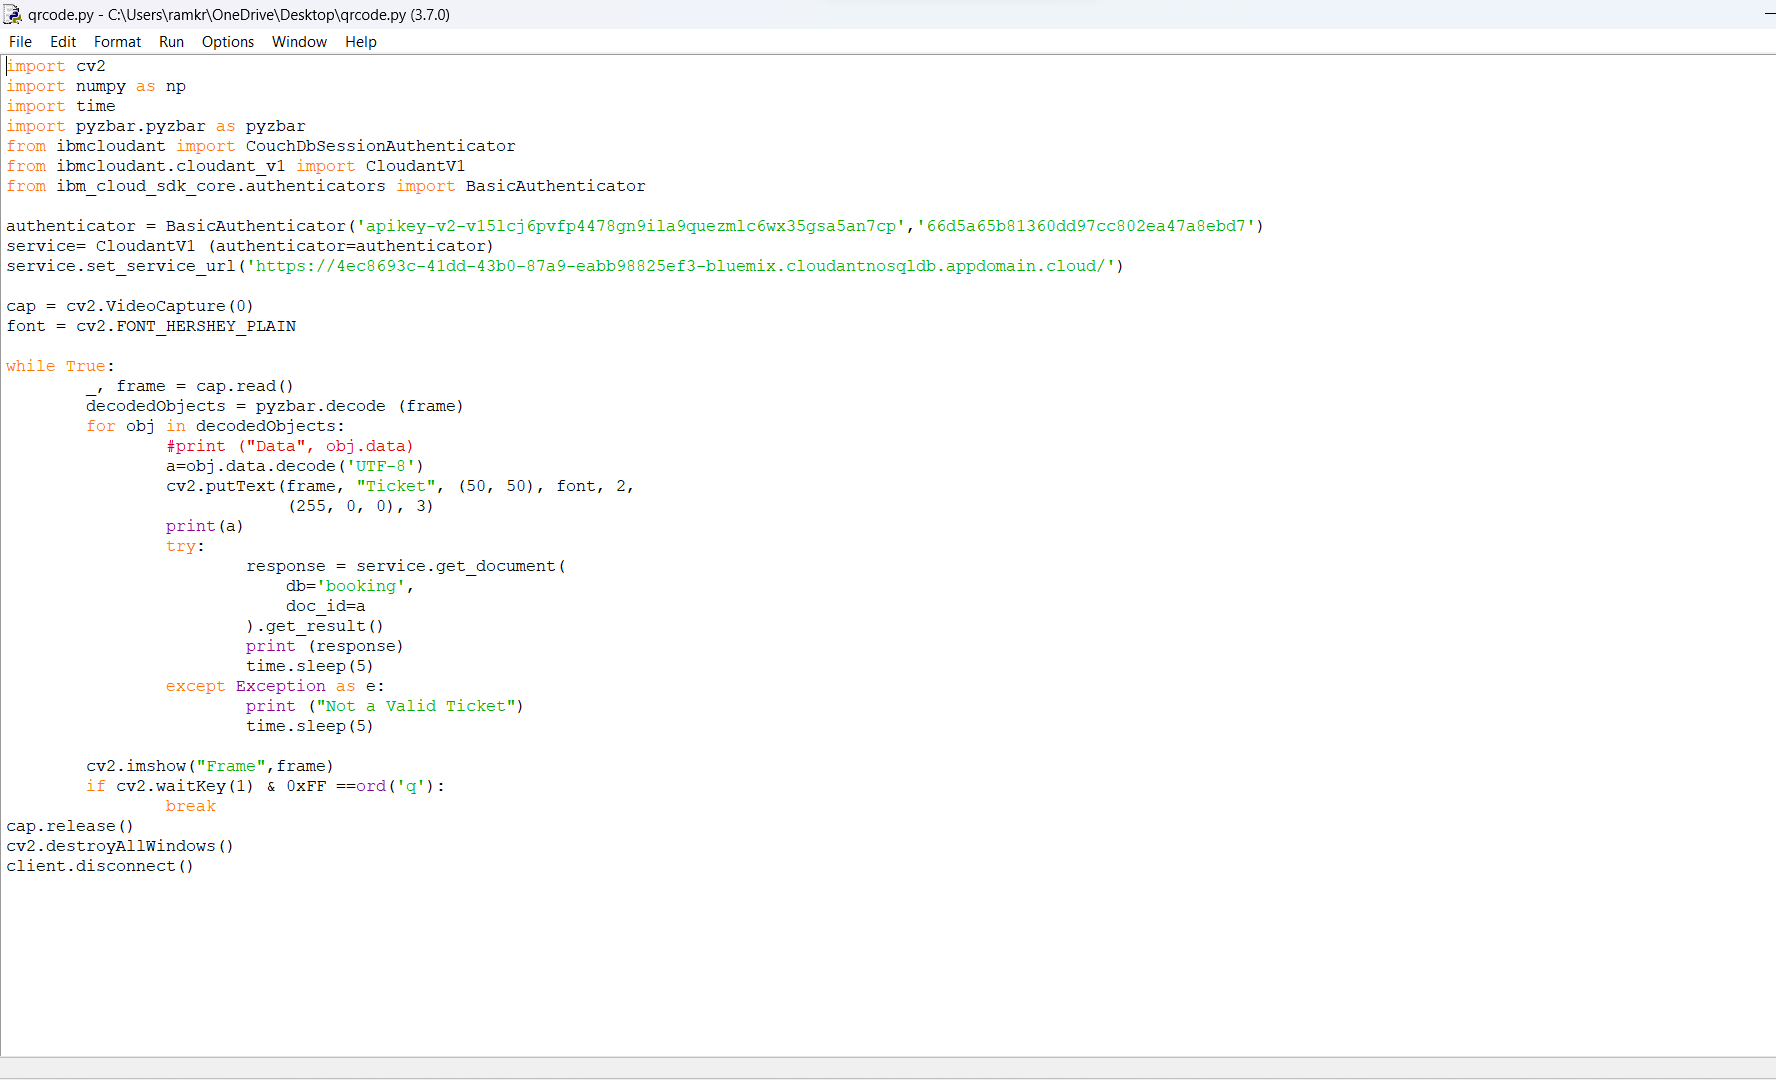 qrcode.py - C:\Users\ramkr\OneDrive\Desktop\qrcode.py (3.7.0)
File Edit Format Run Options Window Help
import cv2
import numpy as np
import time
import pyzbar.pyzbar as pyzbar
from ibmcloudant import CouchDbSessionAuthenticator
from ibmcloudant.cloudant_v1 import CloudantV1
from ibm_cloud_sdk_core.authenticators import BasicAuthenticator

authenticator = BasicAuthenticator('apikey-v2-v15lcj6pvfp4478gn9ila9quezmlc6wx35gsa5an7cp','66d5a65b81360dd97cc802ea47a8ebd7')
service= CloudantV1 (authenticator=authenticator)
service.set_service_url('https://4ec8693c-41dd-43b0-87a9-eabb98825ef3-bluemix.cloudantnosqldb.appdomain.cloud/')

cap = cv2.VideoCapture(0)
font = cv2.FONT_HERSHEY_PLAIN

while True:
        _, frame = cap.read()
        decodedObjects = pyzbar.decode (frame)
        for obj in decodedObjects:
                #print ("Data", obj.data)
                a=obj.data.decode('UTF-8')
                cv2.putText(frame, "Ticket", (50, 50), font, 2,
                            (255, 0, 0), 3)
                print(a)
                try:
                        response = service.get_document(
                            db='booking',
                            doc_id=a
                        ).get_result()
                        print (response)
                        time.sleep(5)
                except Exception as e:
                        print ("Not a Valid Ticket")
                        time.sleep(5)

        cv2.imshow("Frame",frame)
        if cv2.waitKey(1) & 0xFF ==ord('q'):
                break
cap.release()
cv2.destroyAllWindows()
client.disconnect()